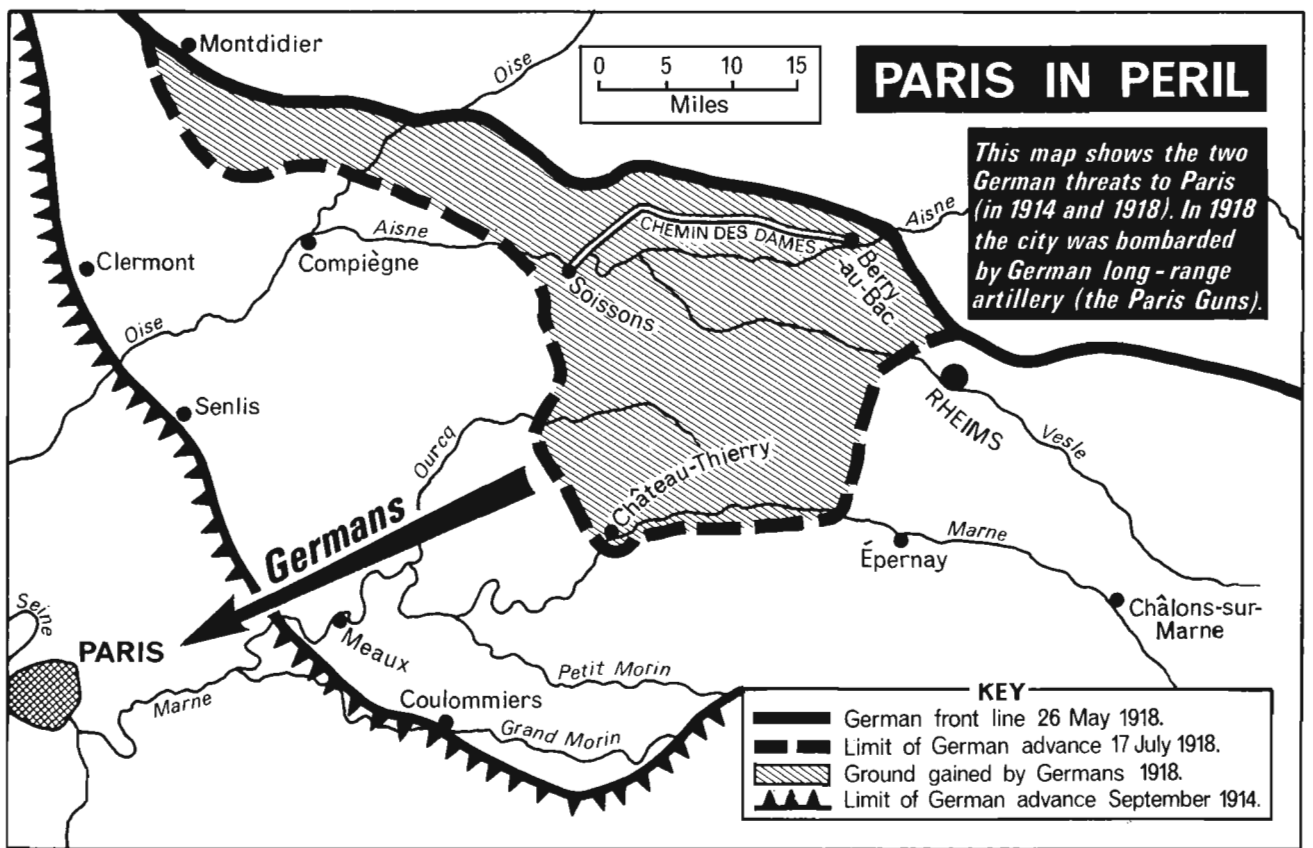 PARIS IN PERIL
This map shows the two
German threats to Paris
(in 1914 and 1918). In 1918
the city was bombarded
by German long-range
artillery (the Paris Guns).
0 5 10 15
Miles
Montdidier
Oise
Aisne
CHEMIN DES DAMES
Aisne
Clermont
Compiègne
Soissons
Berry
-au-Bac
Oise
Senlis
RHEIMS
Vesle
Ourcq
Château-Thierry
Germans
Marne
Épernay
Châlons-sur-
Marne
Seine
PARIS
Meaux
Marne
Petit Morin
Coulommiers
Grand Morin
KEY
German front line 26 May 1918.
Limit of German advance 17 July 1918.
Ground gained by Germans 1918.
Limit of German advance September 1914.